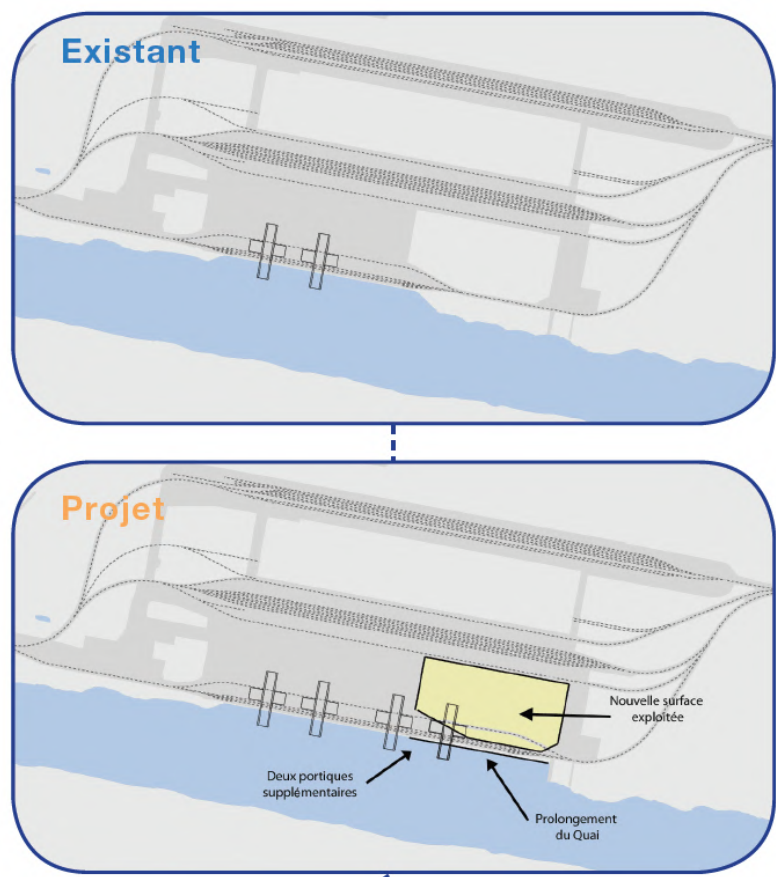 Existant
Projet
Nouvelle surface
exploitée
Deux portiques
supplémentaires
Prolongement
du Quai